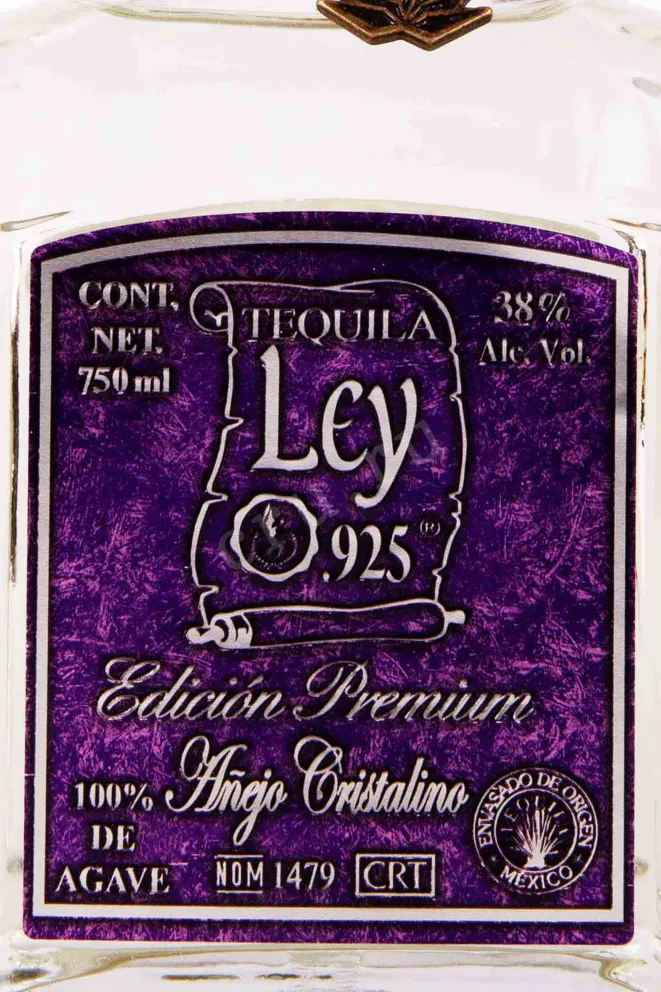 CONT.
NET.
750 ml
TEQUILA
Ley
.925 (R)
38%
Alc. Vol.
Edición Premium
Añejo Cristalino
100%
DE
AGAVE
NOM 1479 CRT
ENVASADO DE ORIGEN
TEQUILA
MÉXICO